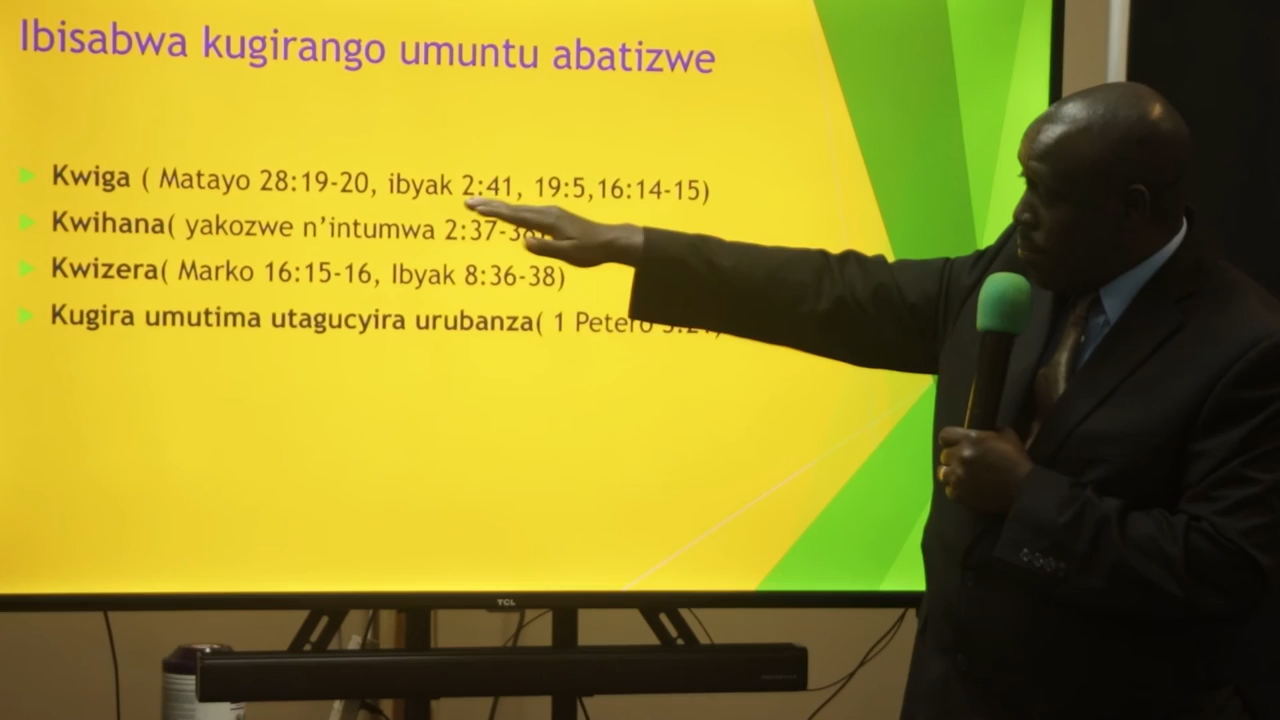 Ibisabwa kugirango umuntu abatizwe
Kwiga ( Matayo 28:19-20, ibyak 2:41, 19:5,16:14-15)
Kwihana( yakozwe n'intumwa 2:37-38)
Kwizera( Marko 16:15-16, Ibyak 8:36-38)
Kugira umutima utagucyira urubanza( 1 Petero
TCL